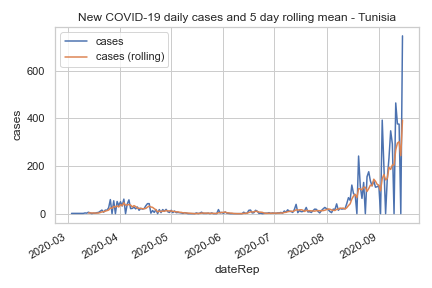 New COVID-19 daily cases and 5 day rolling mean - Tunisia
cases
cases (rolling)
600
400
200
0
cases
2020-03
2020-04
2020-05
2020-06
2020-07
2020-08
2020-09
dateRep